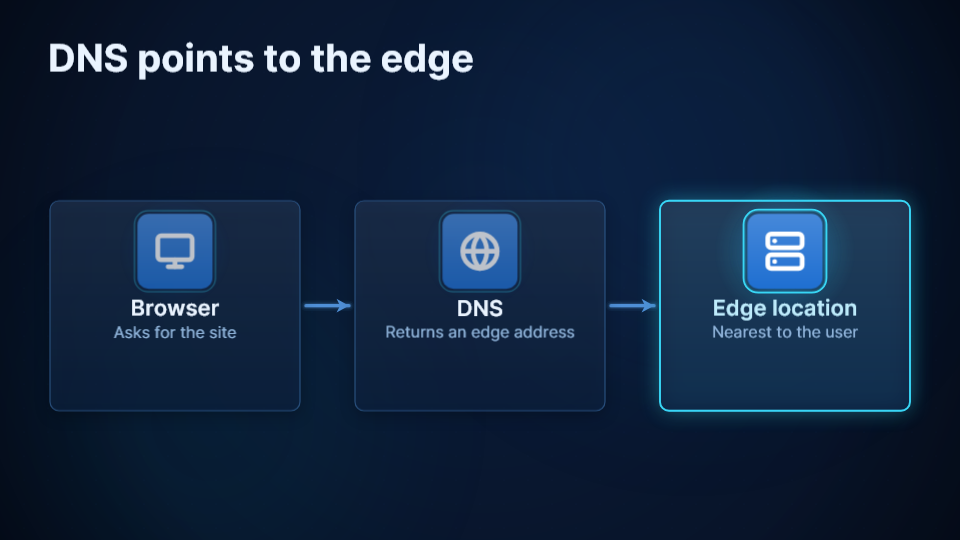 DNS points to the edge
Browser
Asks for the site
DNS
Returns an edge address
Edge location
Nearest to the user